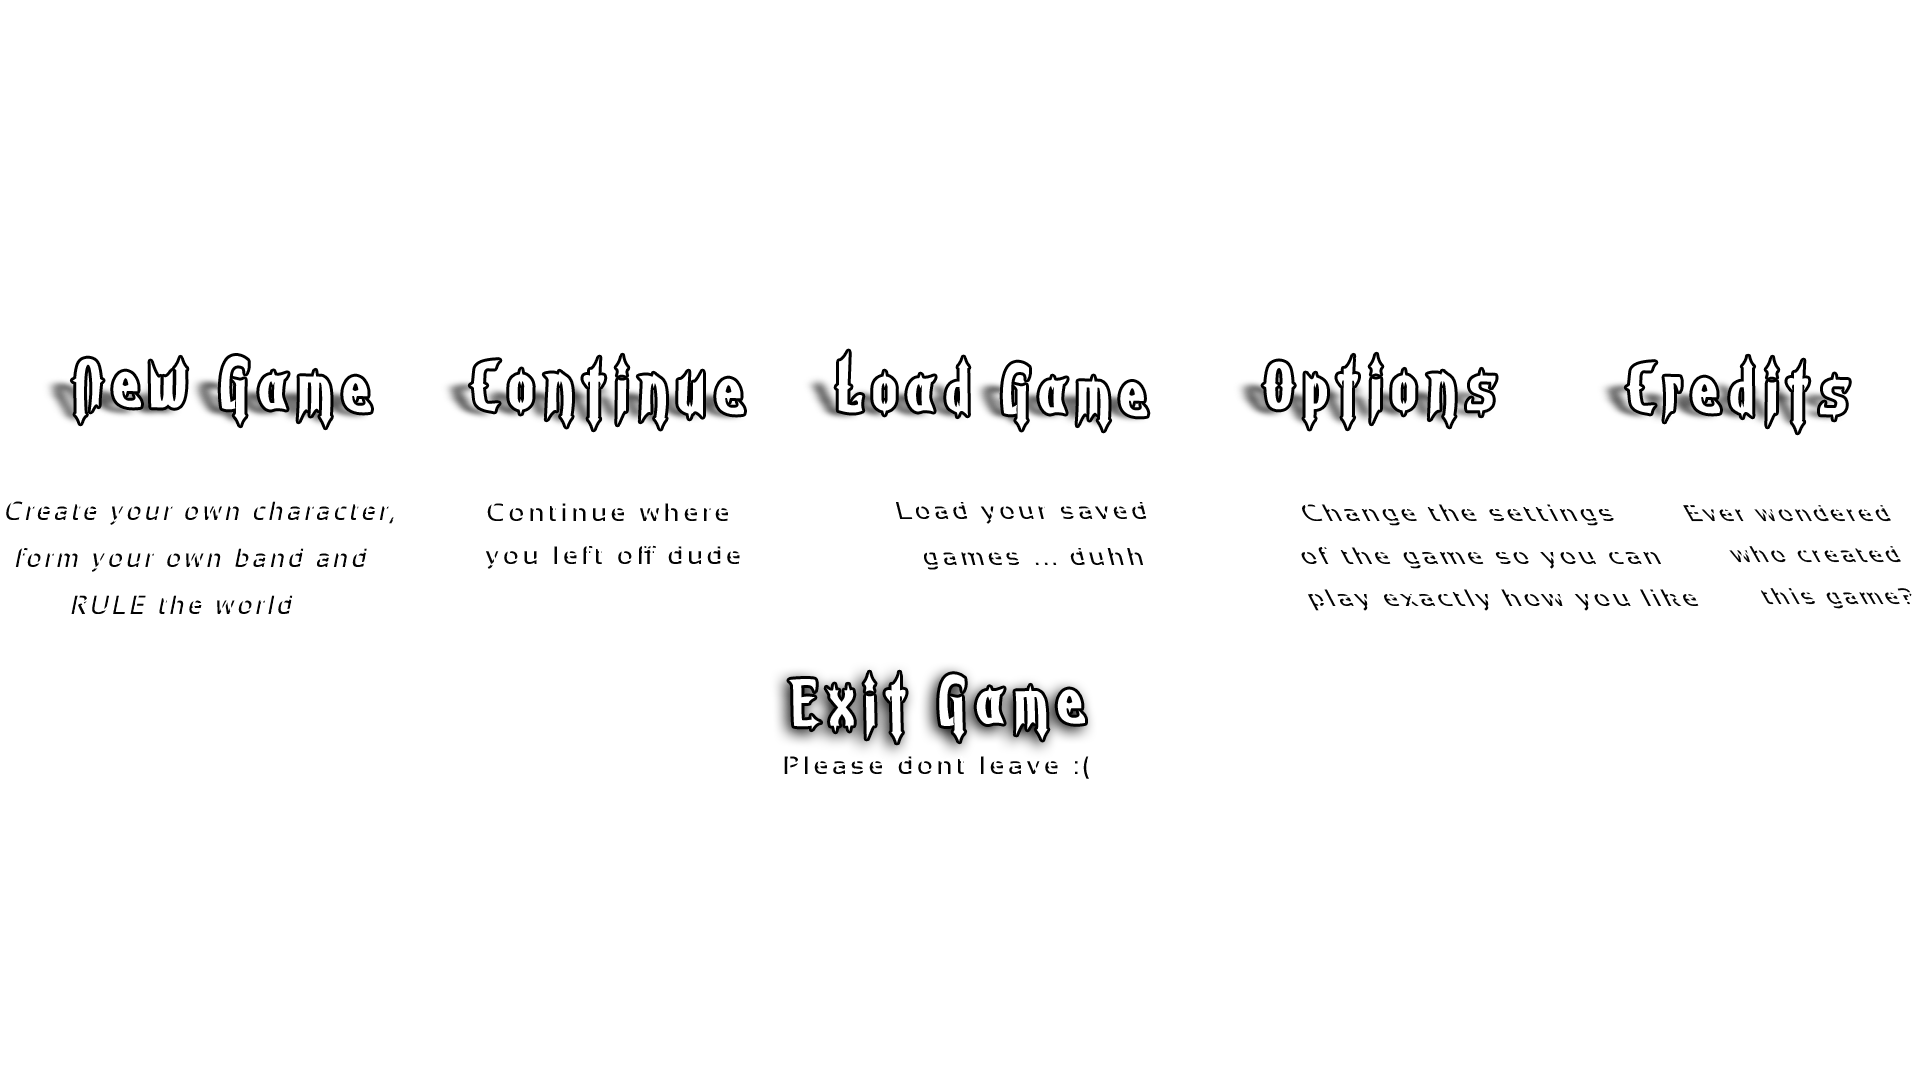 New Game
Continue
Load Game
Options
Credits
Create your own character,
form your own band and
RULE the world
Continue where
you left off dude
Load your saved
games ... duhh
Change the settings
of the game so you can
play exactly how you like
Ever wondered
who created
this game?
Exit Game
Please dont leave :(